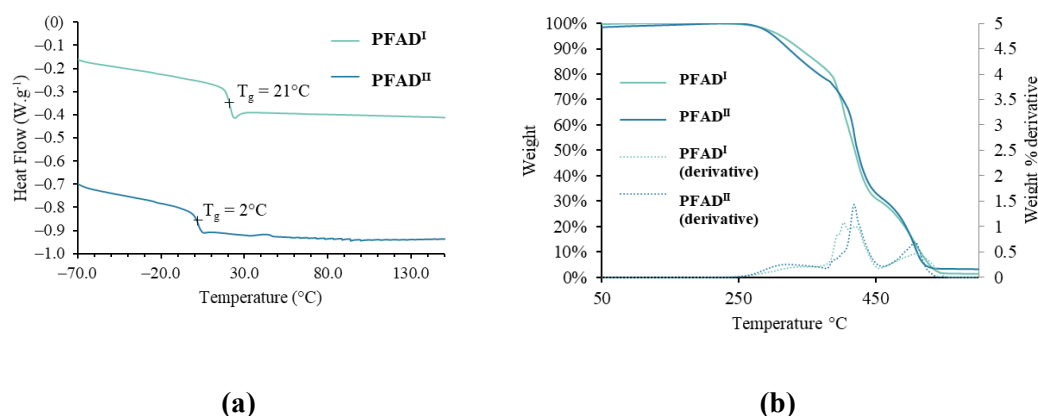 (0)
–0.1
–0.2
–0.3
–0.4
–0.5
–0.6
–0.7
–0.8
–0.9
–1.0
Heat Flow (W.g⁻¹)
–70.0
–20.0
30.0
80.0
130.0
Temperature (°C)
PFADᴵ
PFADᴵᴵ
Tg = 21°C
Tg = 2°C
(a)
100%
90%
80%
70%
60%
50%
40%
30%
20%
10%
0%
Weight
50
250
450
Temperature °C
PFADᴵ
PFADᴵᴵ
PFADᴵ
(derivative)
PFADᴵᴵ
(derivative)
5
4.5
4
3.5
3
2.5
2
1.5
1
0.5
0
Weight % derivative
(b)